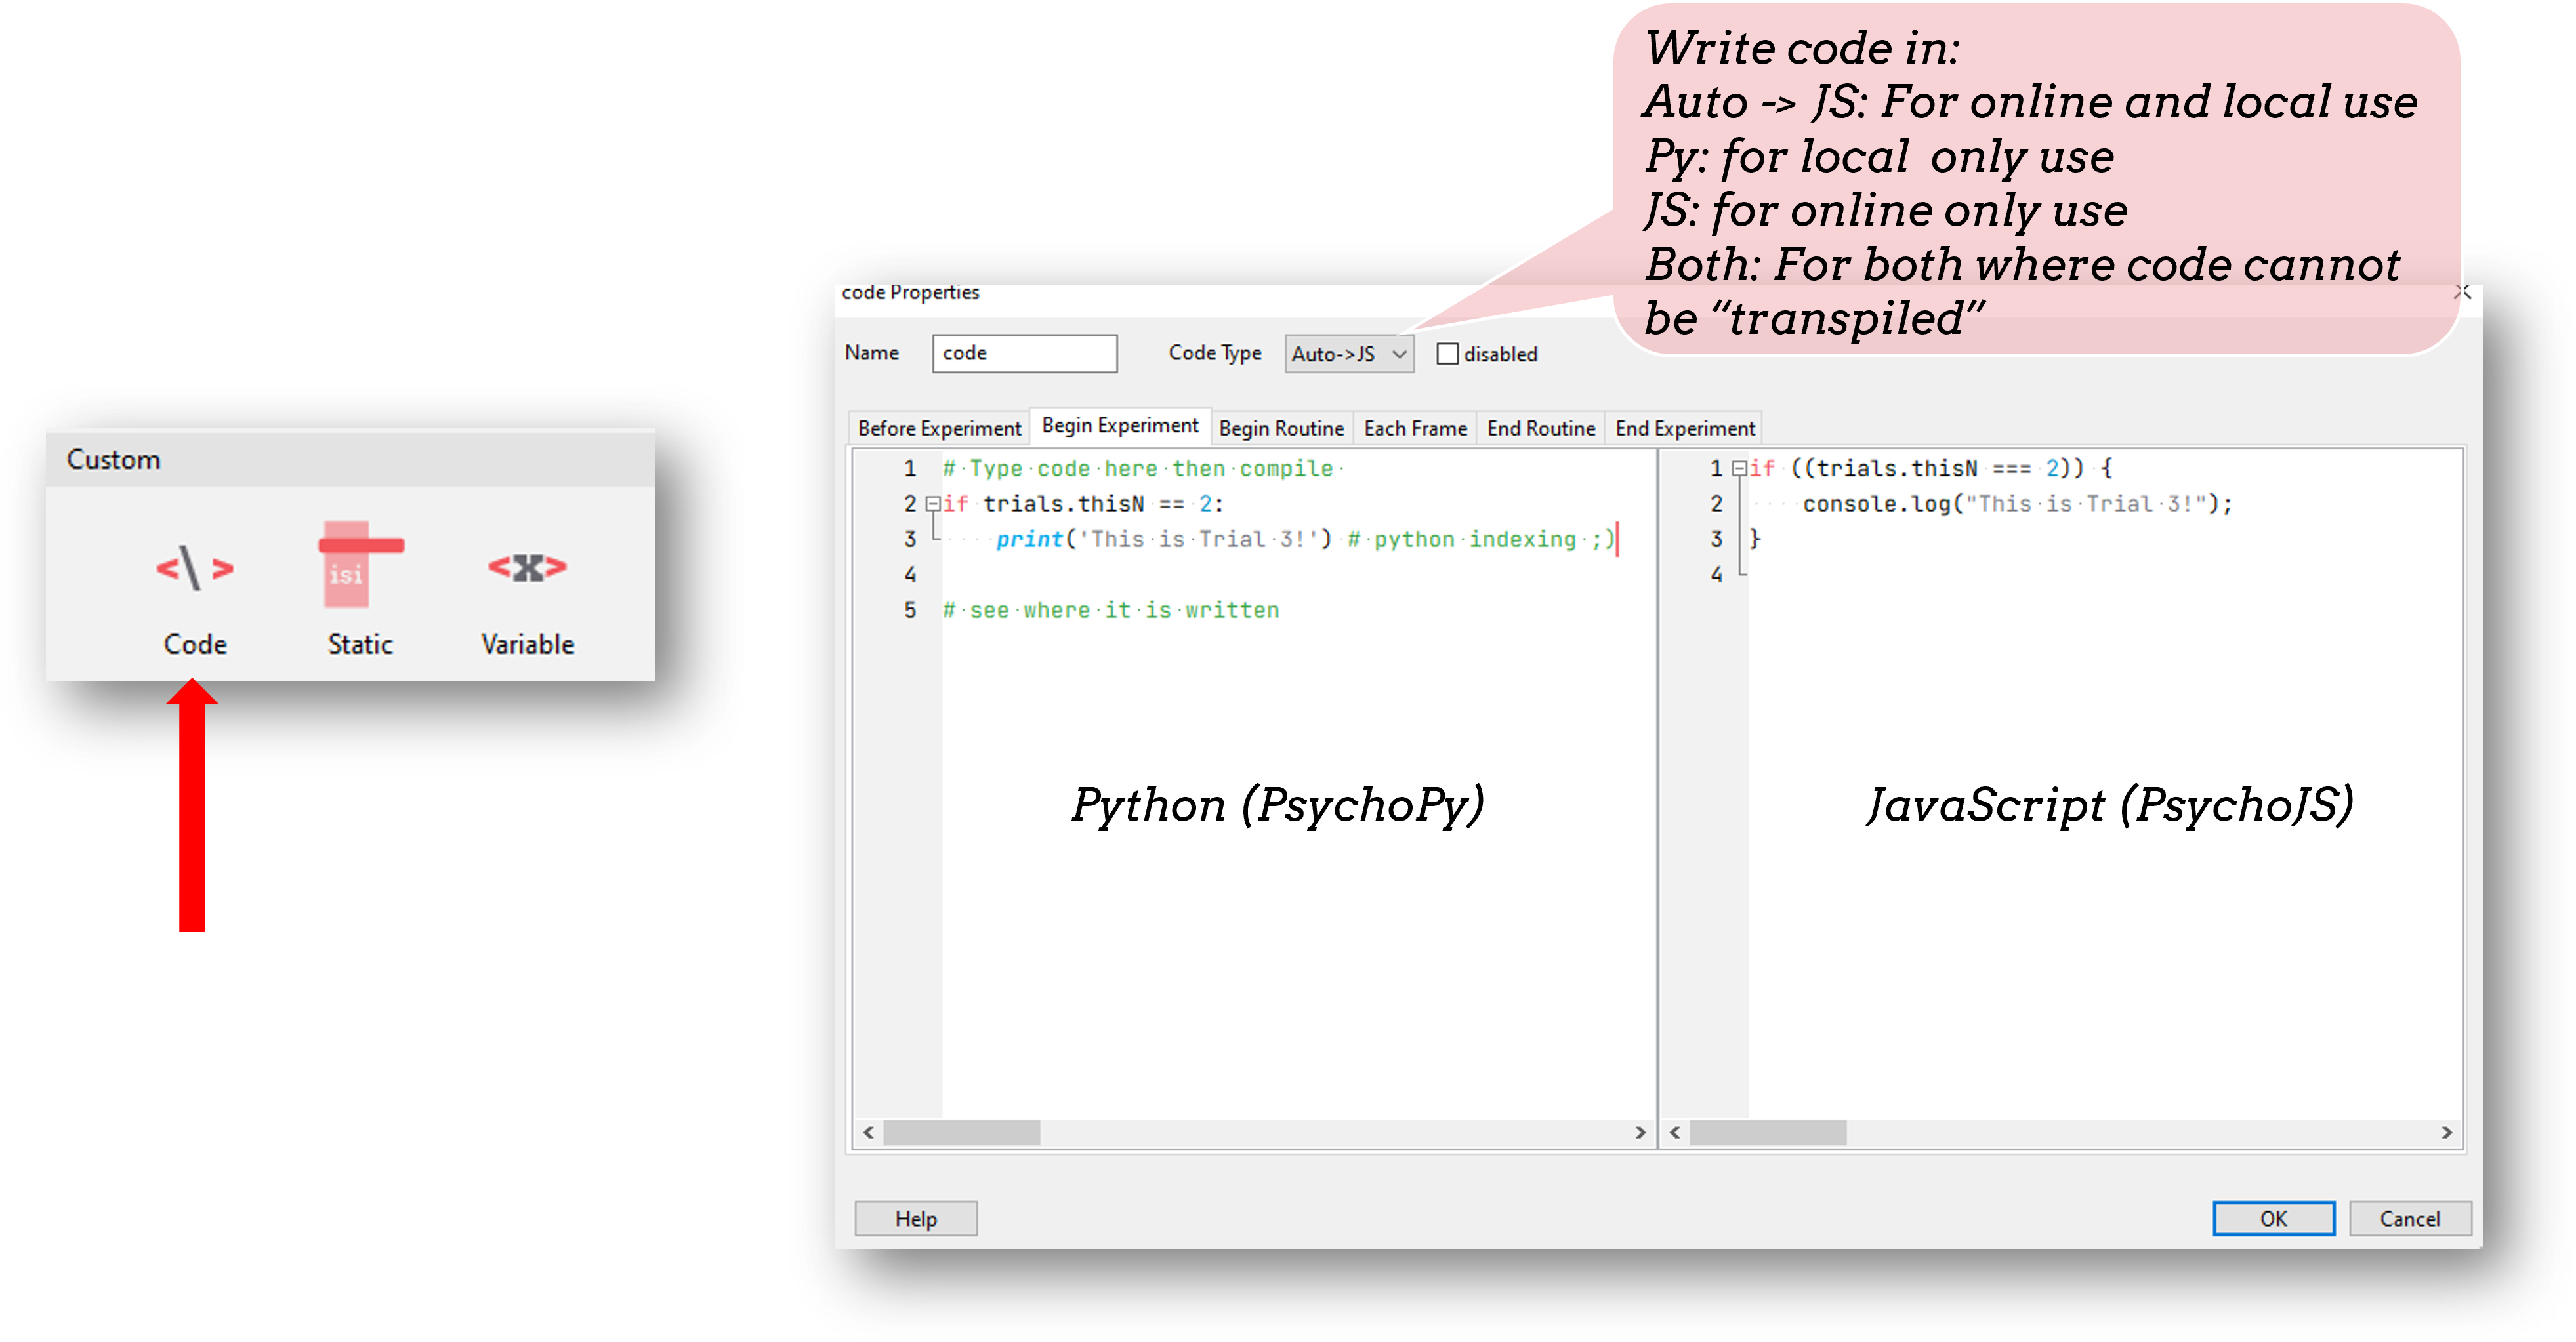 Write code in:
Auto -> JS: For online and local use
Py: for local only use
JS: for online only use
Both: For both where code cannot
be “transpiled”
code Properties
Name code Code Type Auto->JS disabled
Before Experiment Begin Experiment Begin Routine Each Frame End Routine End Experiment
Custom
isi
Code Static Variable
1 # Type code here then compile
2 if trials.thisN == 2:
3 print('This is Trial 3!') # python indexing ;)
4
5 # see where it is written
Python (PsychoPy)
1 if ((trials.thisN === 2)) {
2 console.log("This is Trial 3!");
3 }
4
JavaScript (PsychoJS)
Help OK Cancel